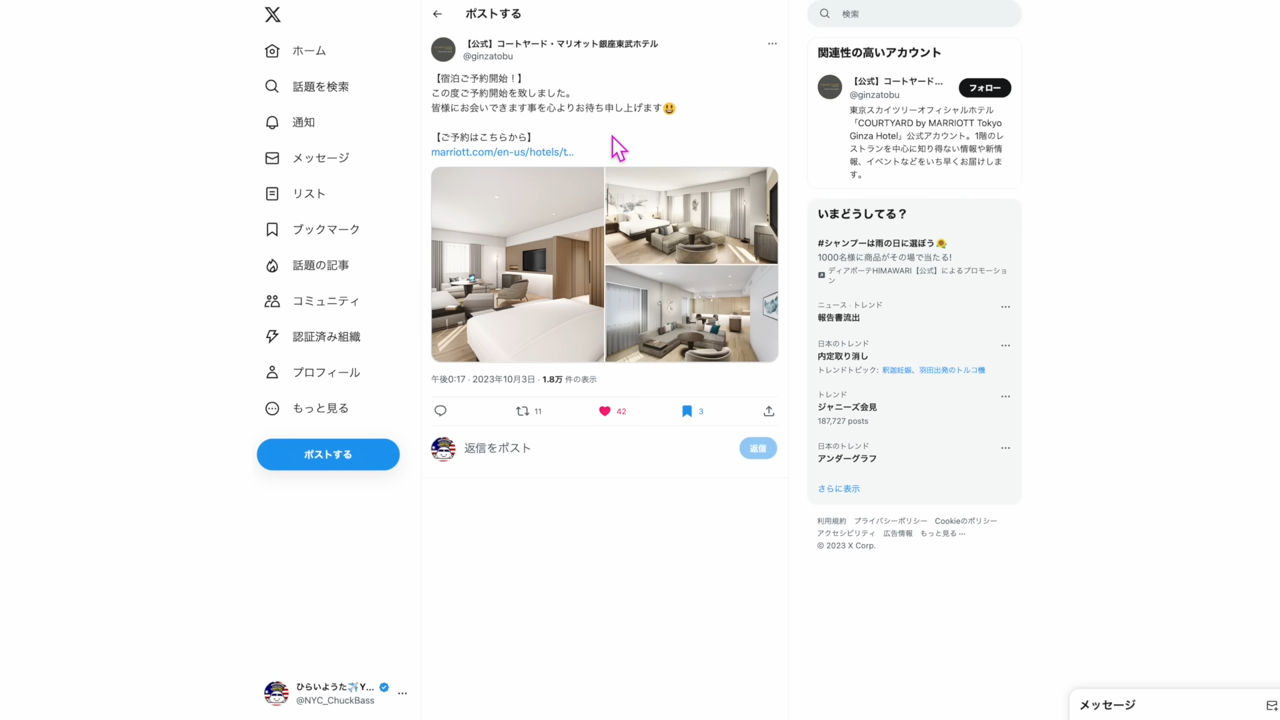 ホーム
話題を検索
通知
メッセージ
リスト
ブックマーク
話題の記事
コミュニティ
認証済み組織
プロフィール
もっと見る
ポストする
ひらいようた✈️Y...
@NYC_ChuckBass
ポストする
【公式】コートヤード・マリオット銀座東武ホテル
@ginzatobu
【宿泊ご予約開始！】
この度ご予約開始を致しました。
皆様にお会いできます事を心よりお待ち申し上げます😃
【ご予約はこちらから】
marriott.com/en-us/hotels/t...
午後0:17 · 2023年10月3日 · 1.8万 件の表示
11
42
3
返信をポスト
返信
検索
関連性の高いアカウント
【公式】コートヤード...
@ginzatobu
フォロー
東京スカイツリーオフィシャルホテル
「COURTYARD by MARRIOTT Tokyo
Ginza Hotel」公式アカウント。1階のレ
ストランを中心に知り得ない情報や新情
報、イベントなどをいち早くお届けしま
す。
いまどうしてる？
#シャンプーは雨の日に選ぼう🌻
1000名様に商品がその場で当たる!
ディアボーテHIMAWARI【公式】によるプロモーショ
ン
ニュース · トレンド
報告書流出
日本のトレンド
内定取り消し
トレンドトピック: 釈迦妊娠、羽田出発のトルコ機
トレンド
ジャニーズ会見
187,727 posts
日本のトレンド
アンダーグラフ
さらに表示
利用規約 プライバシーポリシー Cookieのポリシー
アクセシビリティ 広告情報 もっと見る ···
© 2023 X Corp.
メッセージ